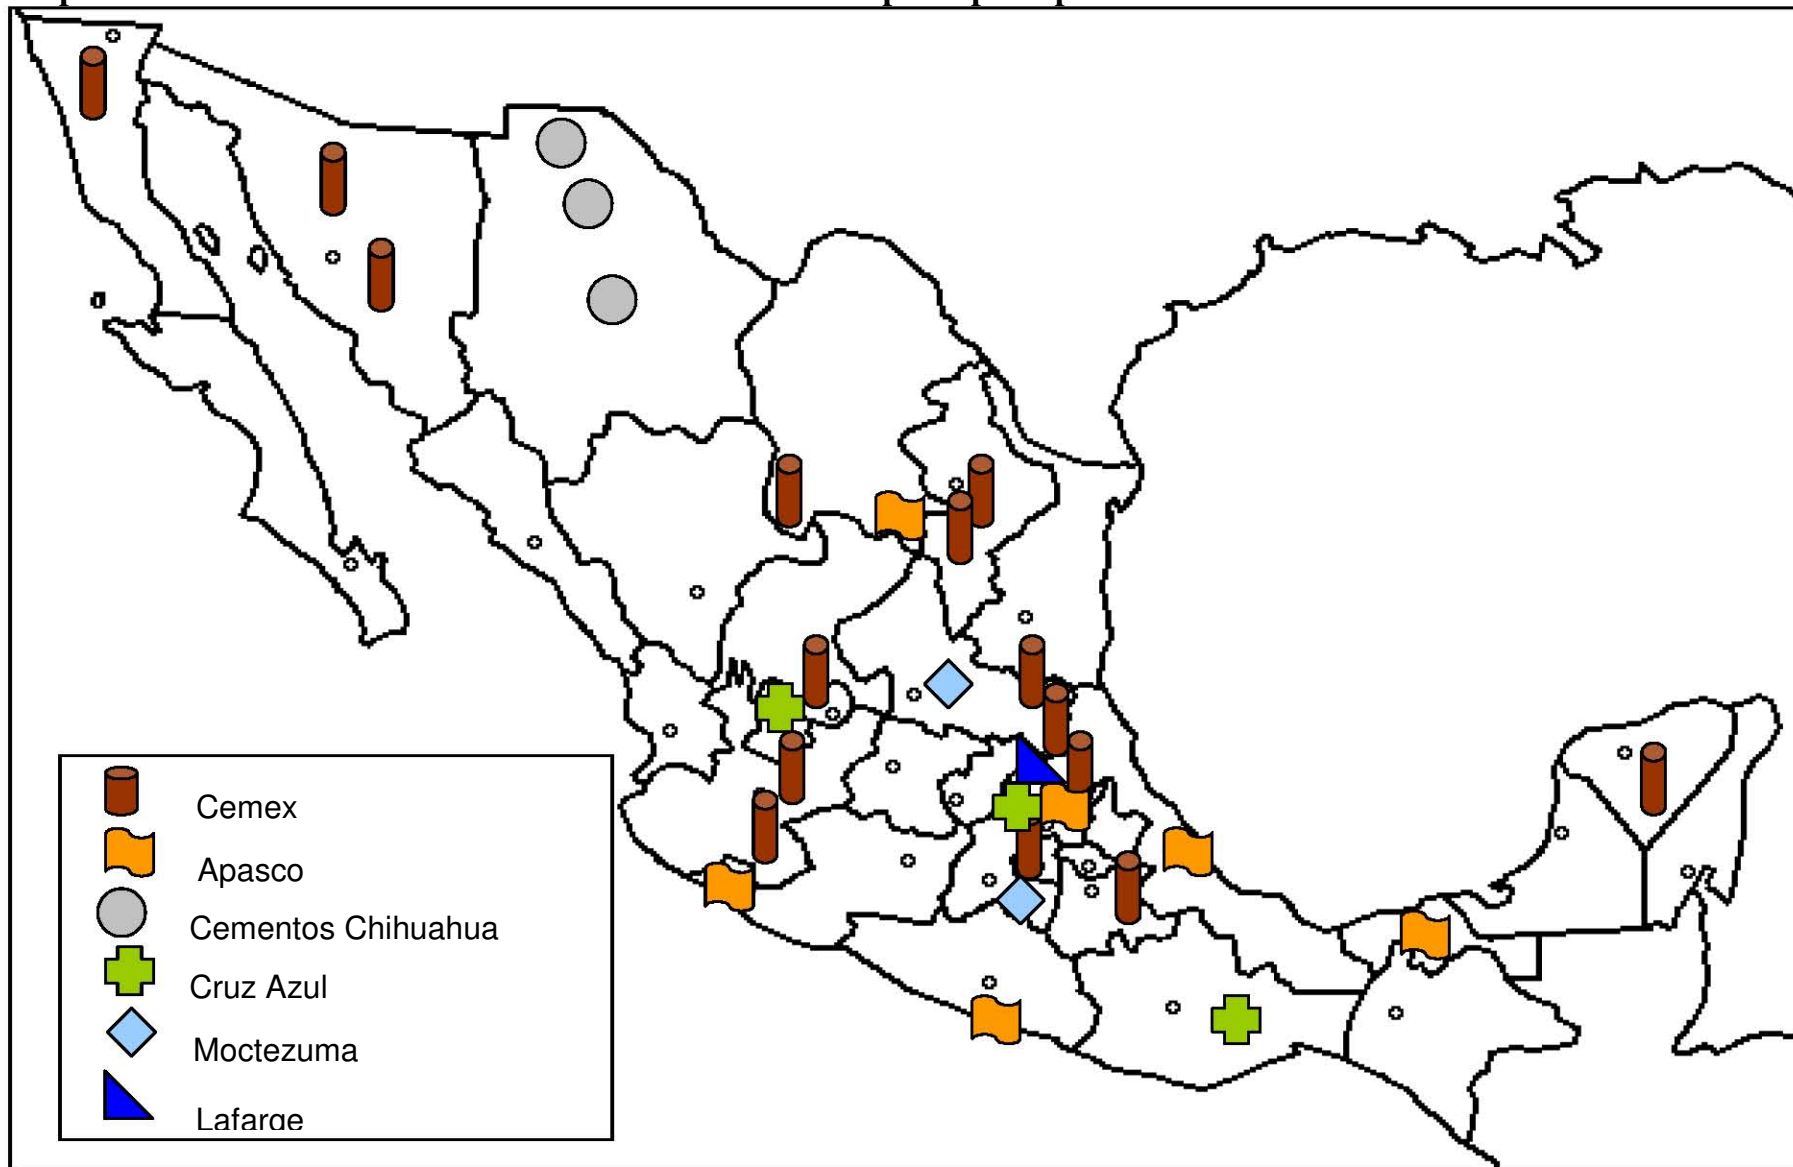 Cemex
Apasco
Cementos Chihuahua
Cruz Azul
Moctezuma
Lafarge